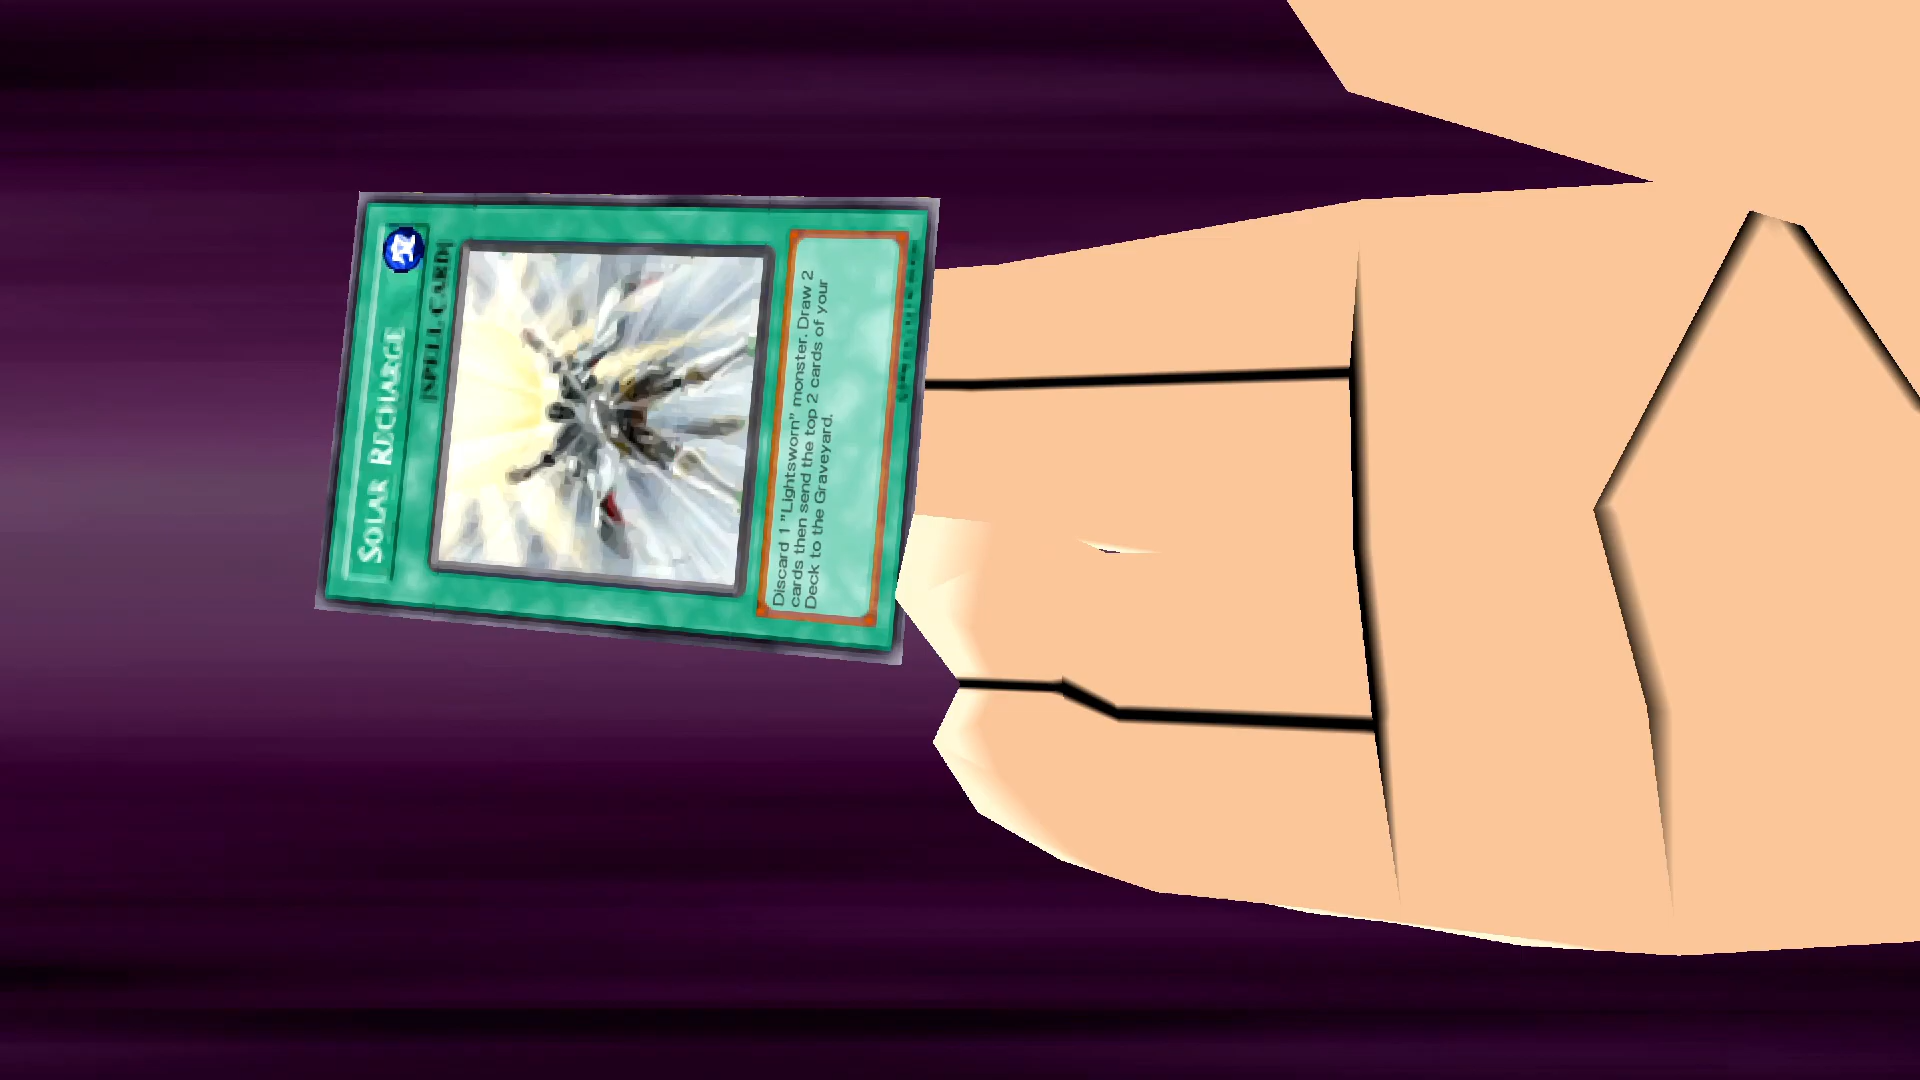 SOLAR RECHARGE
[SPELL CARD]
Discard 1 "Lightsworn" monster. Draw 2
cards then send the top 2 cards of your
Deck to the Graveyard.